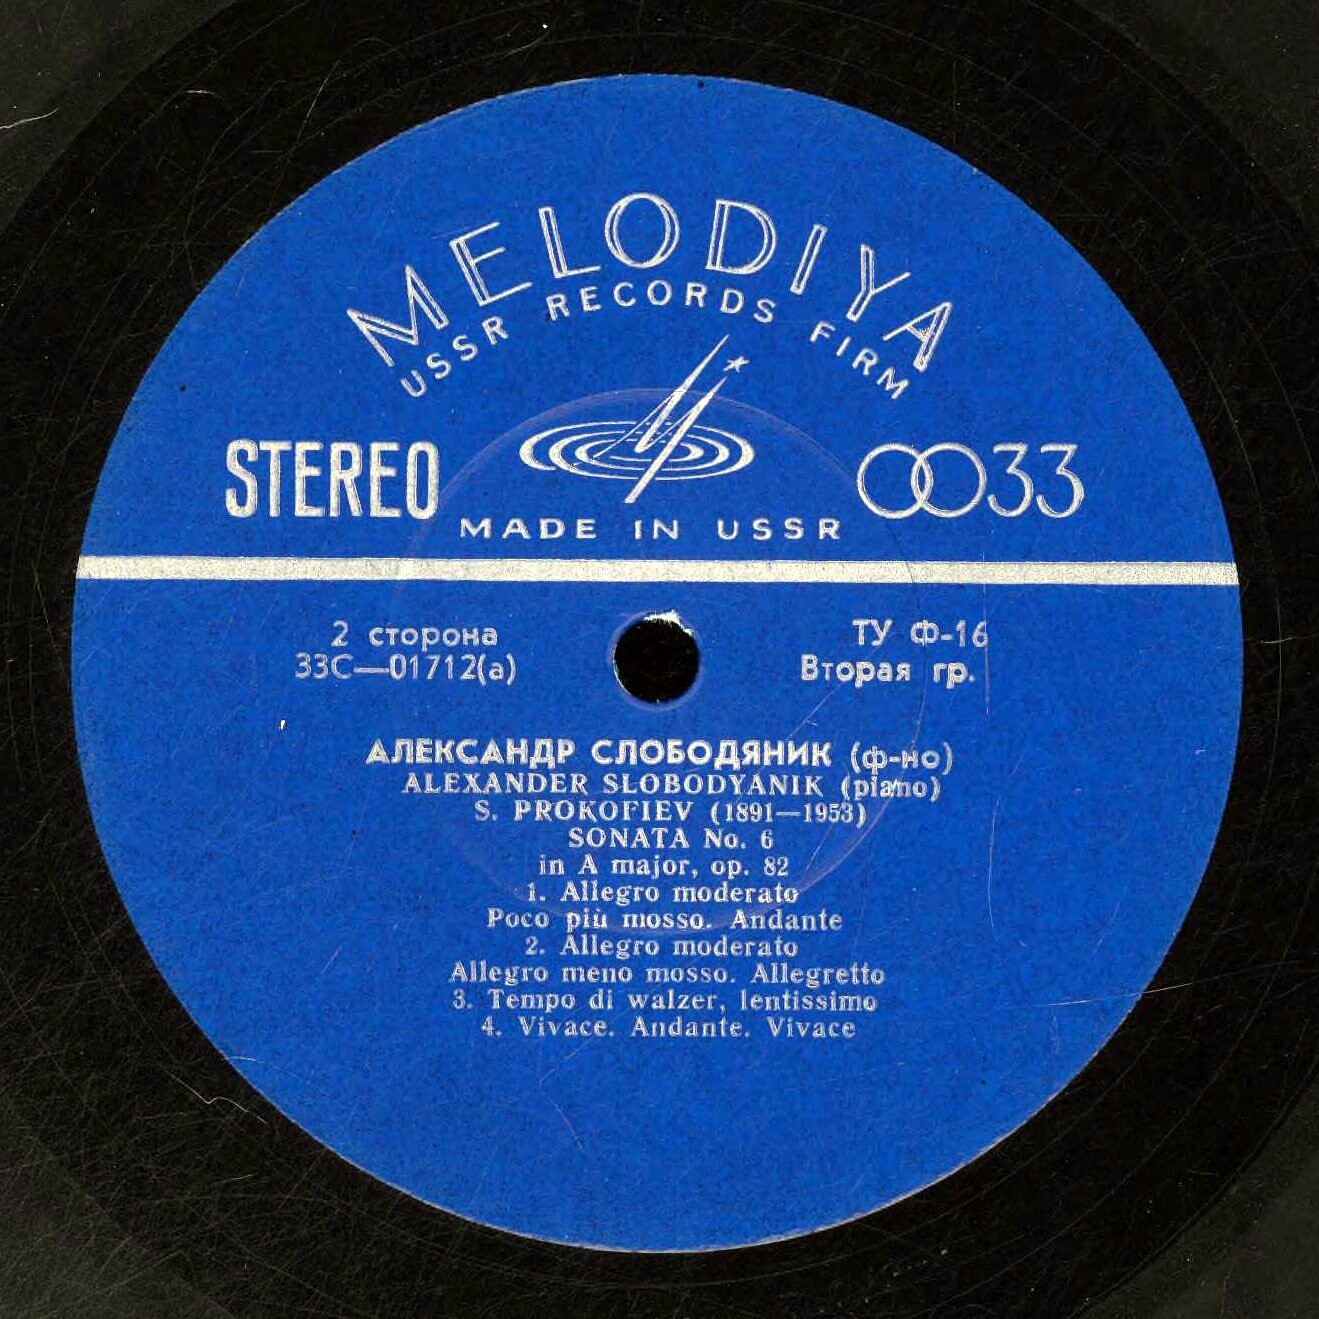 MELODIYA
USSR RECORDS FIRM
STEREO
33
MADE IN USSR
2 сторона
33С—01712(а)
ТУ Ф-16
Вторая гр.
АЛЕКСАНДР СЛОБОДЯНИК (ф-но)
ALEXANDER SLOBODYANIK (piano)
S. PROKOFIEV (1891—1953)
SONATA No. 6
in A major, op. 82
1. Allegro moderato
Poco più mosso. Andante
2. Allegro moderato
Allegro meno mosso. Allegretto
3. Tempo di walzer, lentissimo
4. Vivace. Andante. Vivace